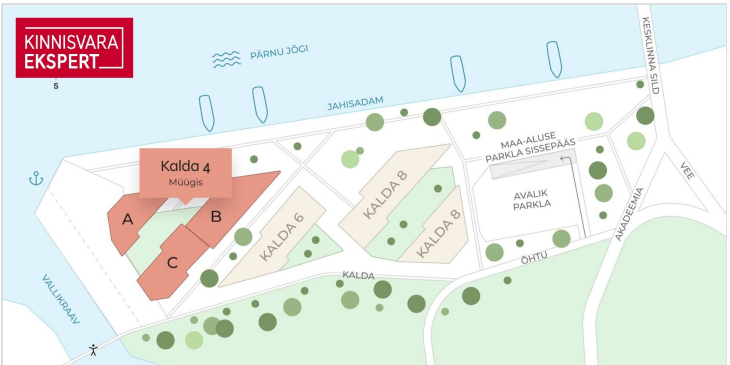 KINNISVARA
EKSPERT
S
PÄRNU JÕGI
JAHISADAM
KESKLINNA SILD
MAA-ALUSE
PARKLA SISSEPÄÄS
Kalda 4
Müügis
KALDA 8
AVALIK
PARKLA
VEE
A
B
KALDA 6
KALDA 8
AKADEEMIA
C
ÕHTU
KALDA
VALLIKRAAV